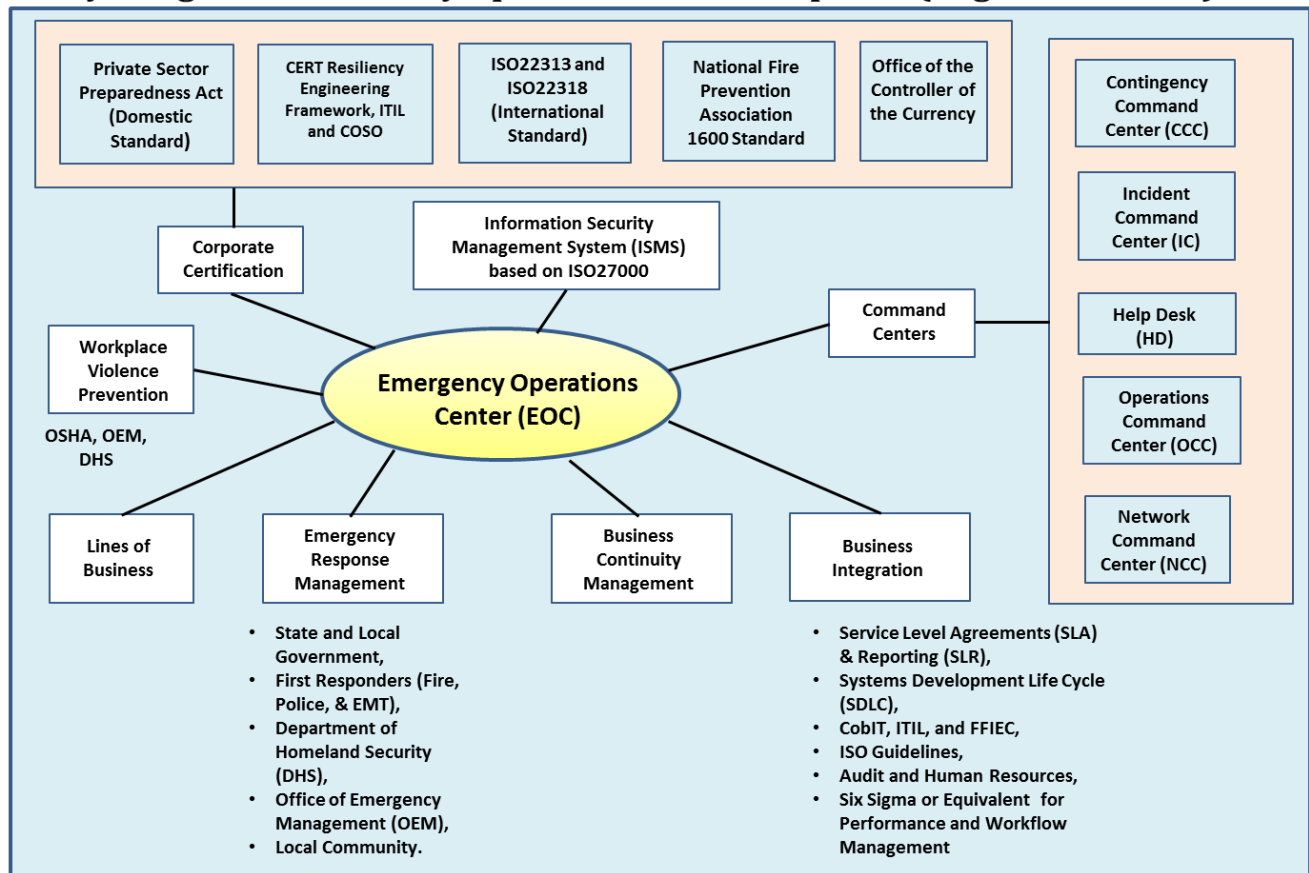 Private Sector
Preparedness Act
(Domestic
Standard)
CERT Resiliency
Engineering
Framework, ITIL
and COSO
ISO22313 and
ISO22318
(International
Standard)
National Fire
Prevention
Association
1600 Standard
Office of the
Controller of
the Currency
Contingency
Command
Center (CCC)
Incident
Command
Center (IC)
Help Desk
(HD)
Operations
Command
Center (OCC)
Network
Command
Center (NCC)
Corporate
Certification
Information Security
Management System (ISMS)
based on ISO27000
Command
Centers
Workplace
Violence
Prevention
OSHA, OEM,
DHS
Emergency Operations
Center (EOC)
Lines of
Business
Emergency
Response
Management
Business
Continuity
Management
Business
Integration
• State and Local
Government,
• First Responders (Fire,
Police, & EMT),
• Department of
Homeland Security
(DHS),
• Office of Emergency
Management (OEM),
• Local Community.
• Service Level Agreements (SLA)
& Reporting (SLR),
• Systems Development Life Cycle
(SDLC),
• CobIT, ITIL, and FFIEC,
• ISO Guidelines,
• Audit and Human Resources,
• Six Sigma or Equivalent for
Performance and Workflow
Management